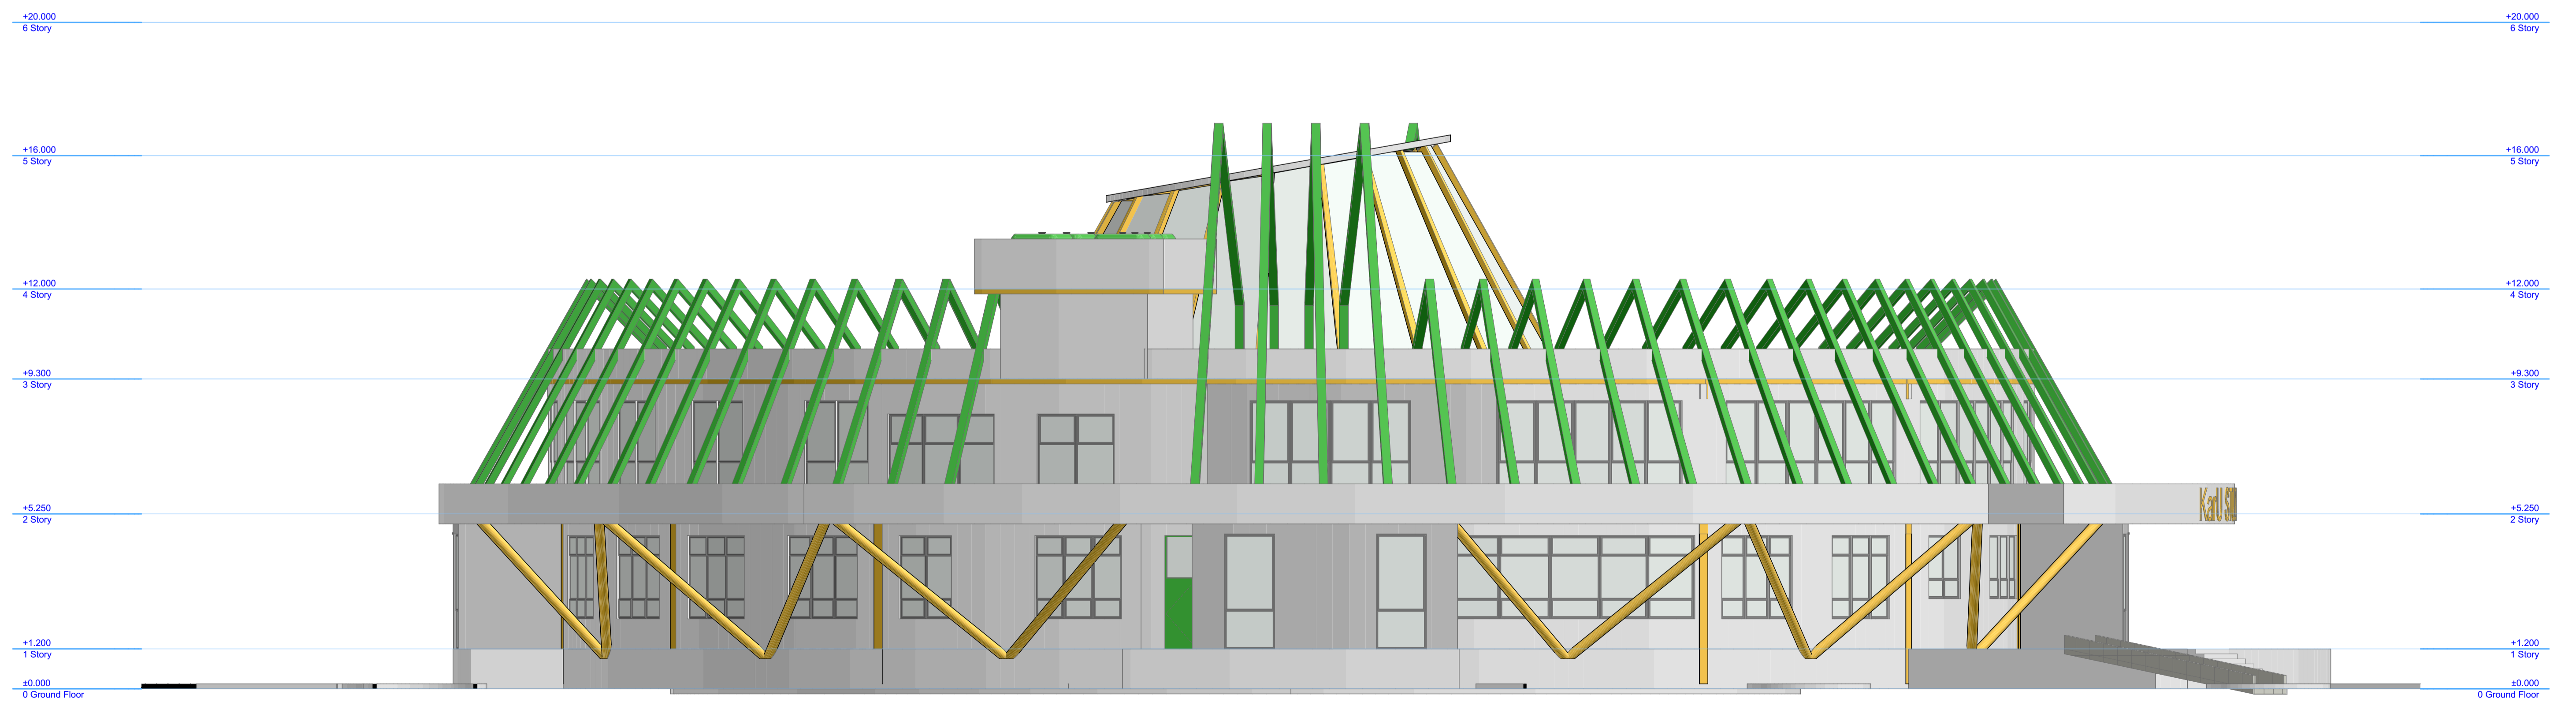 +20.000 +20.000
6 Story 6 Story
+16.000 +16.000
5 Story 5 Story
+12.000 +12.000
4 Story 4 Story
+9.300 +9.300
3 Story 3 Story
KarlU SW
+5.250 +5.250
2 Story 2 Story
+1.200 +1.200
1 Story 1 Story
±0.000 ±0.000
0 Ground Floor 0 Ground Floor